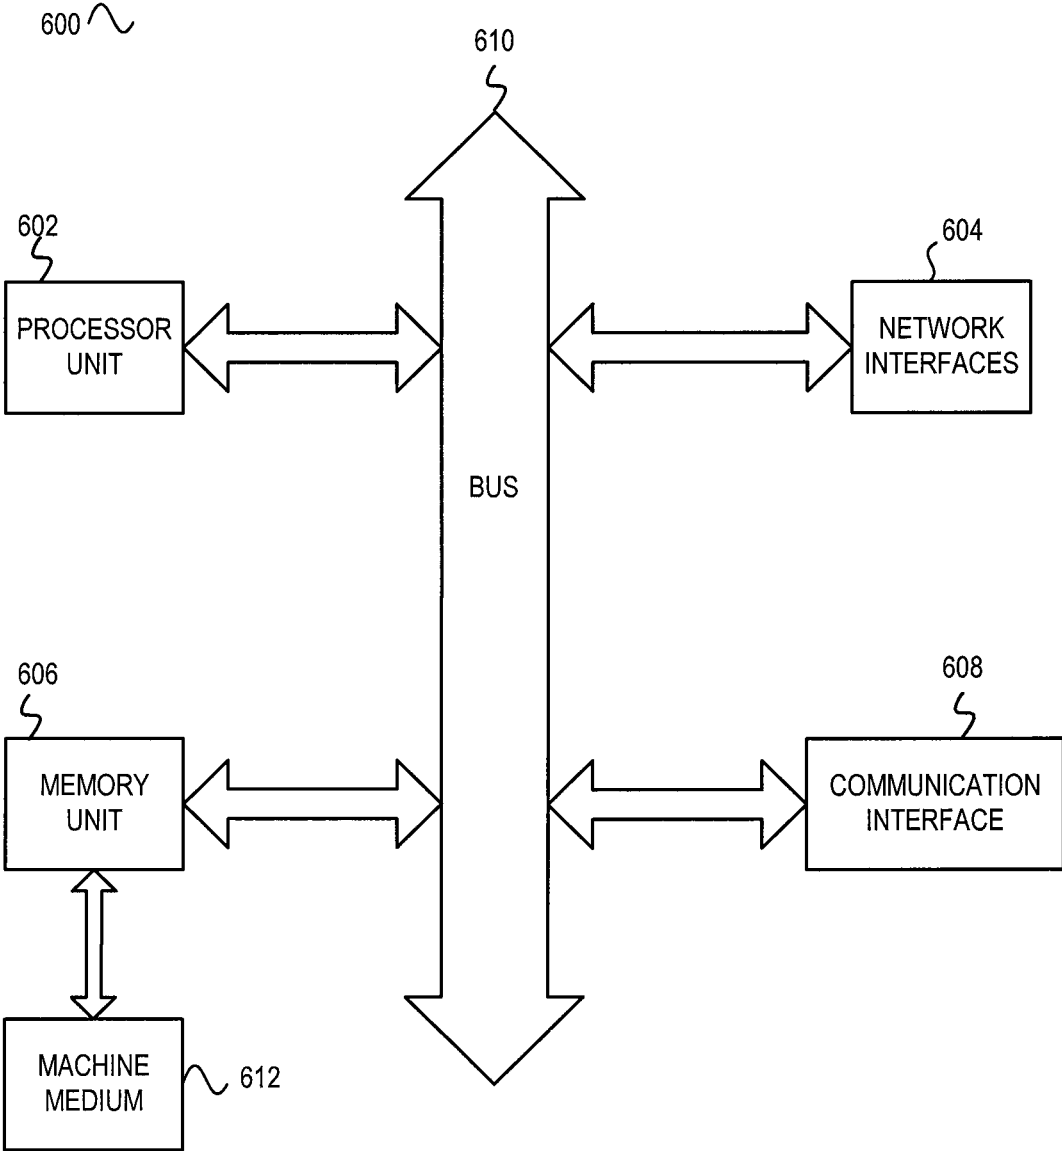 600
610
602
604
PROCESSOR
UNIT
NETWORK
INTERFACES
BUS
606
608
MEMORY
UNIT
COMMUNICATION
INTERFACE
MACHINE
MEDIUM
612